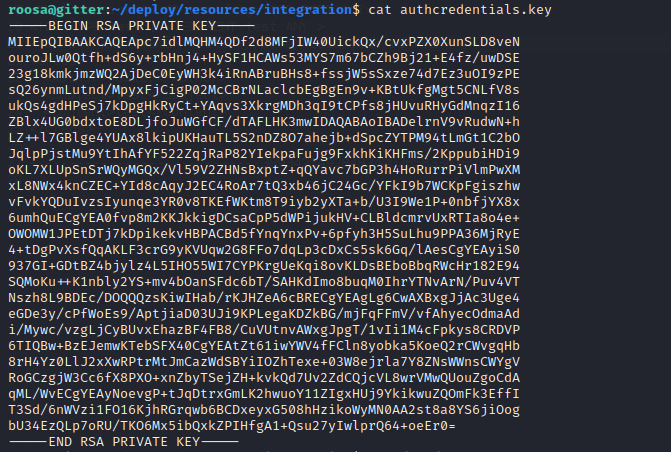 roosa@gitter:~/deploy/resources/integration$ cat authcredentials.key
-----BEGIN RSA PRIVATE KEY-----
MIIEpQIBAAKCAQEApc7idlMQHM4QDf2d8MFjIW40UickQx/cvxPZX0XunSLD8veN
ouroJLw0Qtfh+dS6y+rbHnj4+HySF1HCAWs53MYS7m67bCZh9Bj21+E4fz/uwDSE
23g18kmkjmzWQ2AjDeC0EyWH3k4iRnABruBHs8+fssjW5sSxze74d7Ez3uOI9zPE
sQ26ynmLutnd/MpyxFjCigP02McCBrNLaclcbEgBgEn9v+KBtUkfgMgt5CNLfV8s
ukQs4gdHPeSj7kDpgHkRyCt+YAqvs3XkrgMDh3qI9tCPfs8jHUvuRHyGdMnqzI16
ZBlx4UG0bdxtoE8DLjfoJuWGfCF/dTAFLHK3mwIDAQABAoIBADelrnV9vRudwN+h
LZ++l7GBlge4YUAx8lkipUKHauTL5S2nDZ8O7ahejb+dSpcZYTPM94tLmGt1C2bO
JqlpPjstMu9YtIhAfYF522ZqjRaP82YIekpaFujg9FxkhKiKHFms/2KppubiHDi9
oKL7XLUpSnSrWQyMGQx/Vl59V2ZHNsBxptZ+qQYavc7bGP3h4HoRurrPiVlmPwXM
xL8NWx4knCZEC+YId8cAqyJ2EC4RoAr7tQ3xb46jC24Gc/YFkI9b7WCKpFgiszhw
vFvkYQDuIvzsIyunqe3YR0v8TKEfWKtm8T9iyb2yXTa+b/U3I9We1P+0nbfjYX8x
6umhQuECgYEA0fvp8m2KKJkkigDCsaCpP5dWPijukHV+CLBldcmrvUxRTIa8o4e+
OWOMW1JPEtDTj7kDpikekvHBPACBd5fYnqYnxPv+6pfyh3H5SuLhu9PPA36MjRyE
4+tDgPvXsfQqAKLF3crG9yKVUqw2G8FFo7dqLp3cDxCs5sk6Gq/lAesCgYEAyiS0
937GI+GDtBZ4bjylz4L5IHO55WI7CYPKrgUeKqi8ovKLDsBEboBbqRWcHr182E94
SQMoKu++K1nbly2YS+mv4bOanSFdc6bT/SAHKdImo8buqM0IhrYTNvArN/Puv4VT
Nszh8L9BDEc/DOQQQzsKiwIHab/rKJHZeA6cBRECgYEAgLg6CwAXBxgJjAc3Uge4
eGDe3y/cPfWoEs9/AptjiaD03UJi9KPLegaKDZkBG/mjFqFFmV/vfAhyecOdmaAd
i/Mywc/vzgLjCyBUvxEhazBF4FB8/CuVUtnvAWxgJpgT/1vIi1M4cFpkys8CRDVP
6TIQBw+BzEJemwKTebSFX40CgYEAtZt61iwYWV4fFCln8yobka5KoeQ2rCWvgqHb
8rH4Yz0LlJ2xXwRPtrMtJmCazWdSBYiIOZhTexe+03W8ejrla7Y8ZNsWWnsCWYgV
RoGCzgjW3Cc6fX8PXO+xnZbyTSejZH+kvkQd7Uv2ZdCQjcVL8wrVMwQUouZgoCdA
qML/WvECgYEAyNoevgP+tJqDtrxGmLK2hwuoY11ZIgxHUj9YkikwuZQOmFk3EffI
T3Sd/6nWVzi1FO16KjhRGrqwb6BCDxeyxG508hHzikoWyMN0AA2st8a8YS6jiOog
bU34EzQLp7oRU/TKO6Mx5ibQxkZPIHfgA1+Qsu27yIwlprQ64+oeEr0=
-----END RSA PRIVATE KEY-----